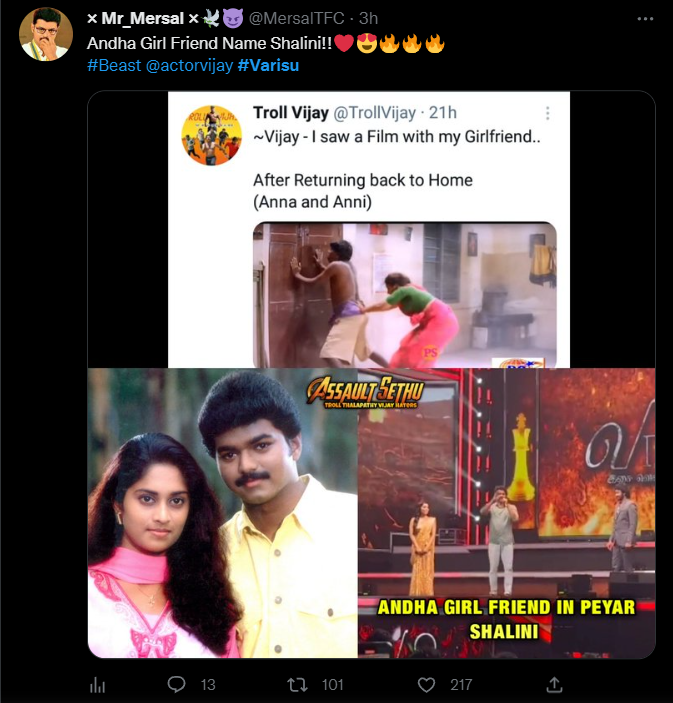 × Mr_Mersal ×🕊😈 @MersalTFC · 3h
Andha Girl Friend Name Shalini!!❤️😍🔥🔥🔥
#Beast @actorvijay #Varisu
Troll Vijay @TrollVijay · 21h
~Vijay - I saw a Film with my Girlfriend..
After Returning back to Home
(Anna and Anni)
PS
ASSAULT SETHU
TROLL THALAPATHY VIJAY HATERS
ANDHA GIRL FRIEND IN PEYAR
SHALINI
13
101
217